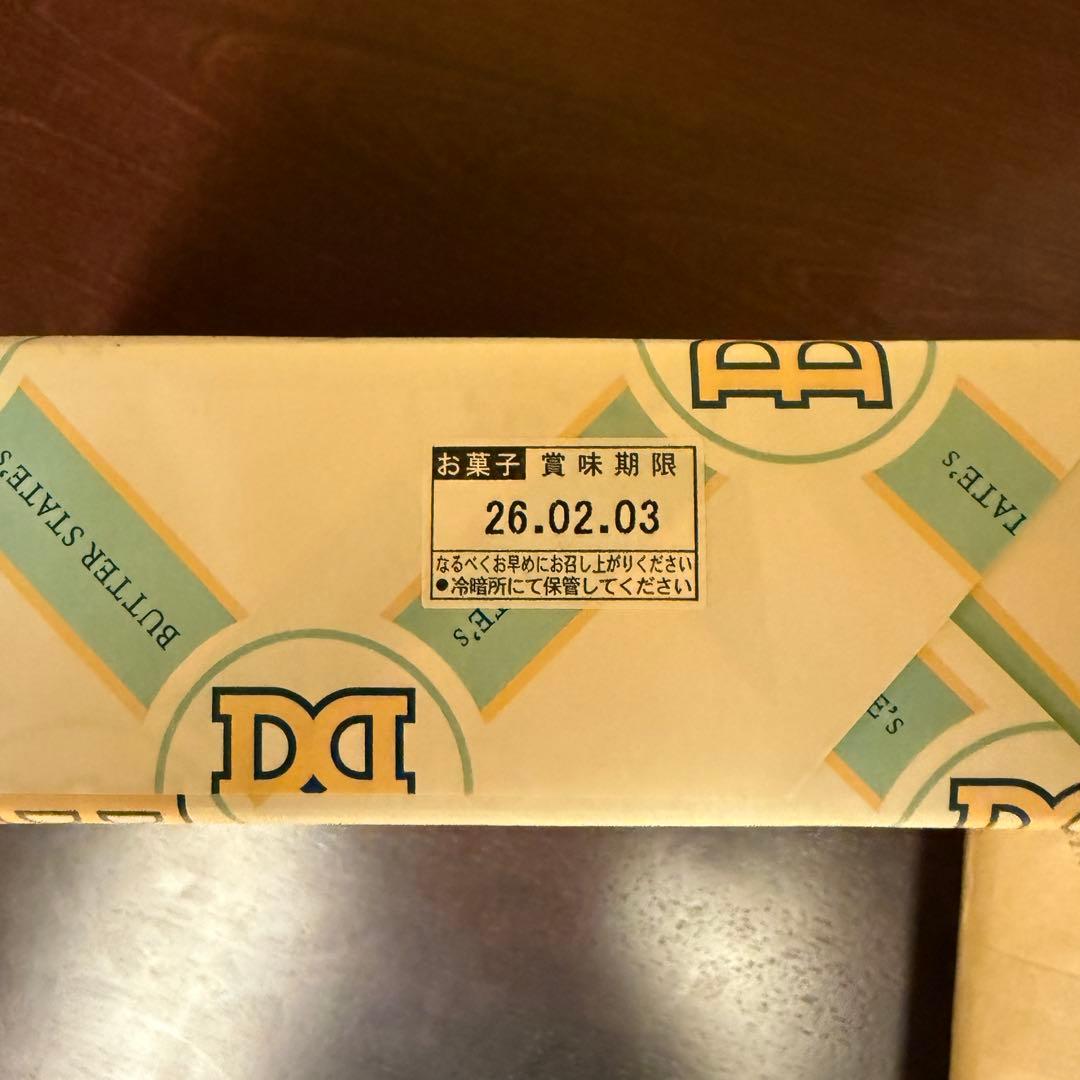 お菓子 賞味期限
26.02.03
なるべくお早めにお召し上がりください
●冷暗所にて保管してください
BUTTER STATE's
TATE's
TE's
E's